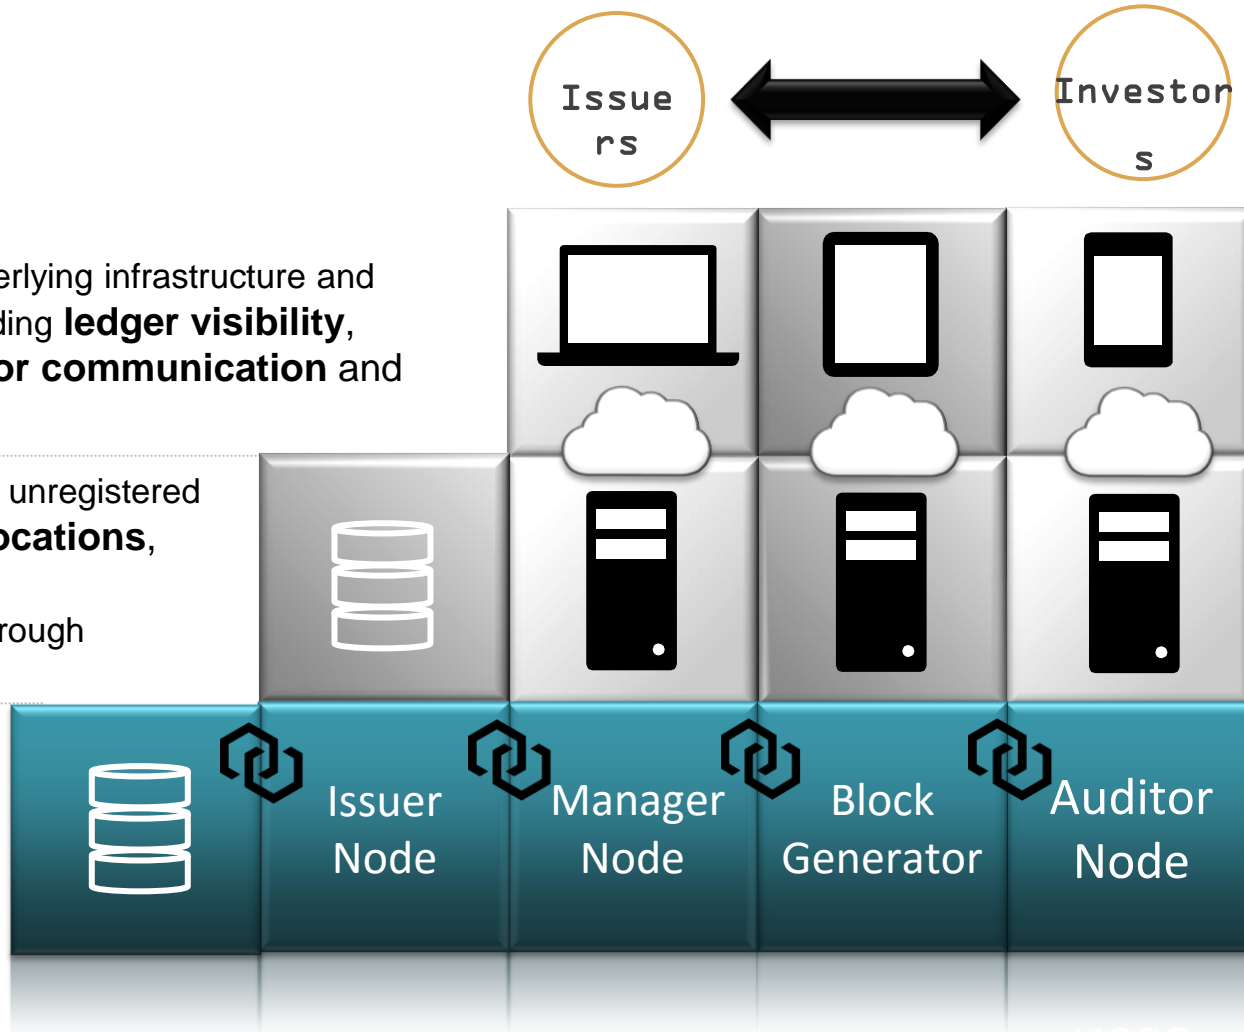 Issue
rs
Investor
s
erlying infrastructure and
ding ledger visibility,
or communication and
unregistered
ocations,
rough
Issuer
Node
Manager
Node
Block
Generator
Auditor
Node